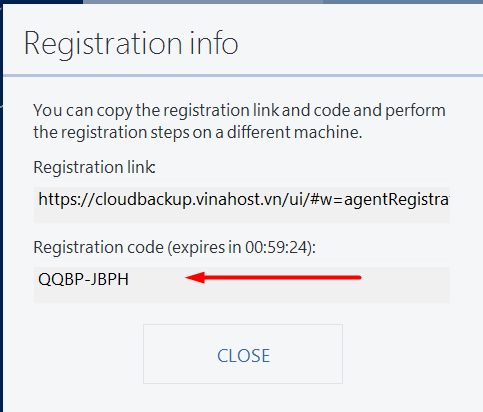 Registration info
You can copy the registration link and code and perform
the registration steps on a different machine.
Registration link:
https://cloudbackup.vinahost.vn/ui/#w=agentRegistra
Registration code (expires in 00:59:24):
QQBP-JBPH
CLOSE